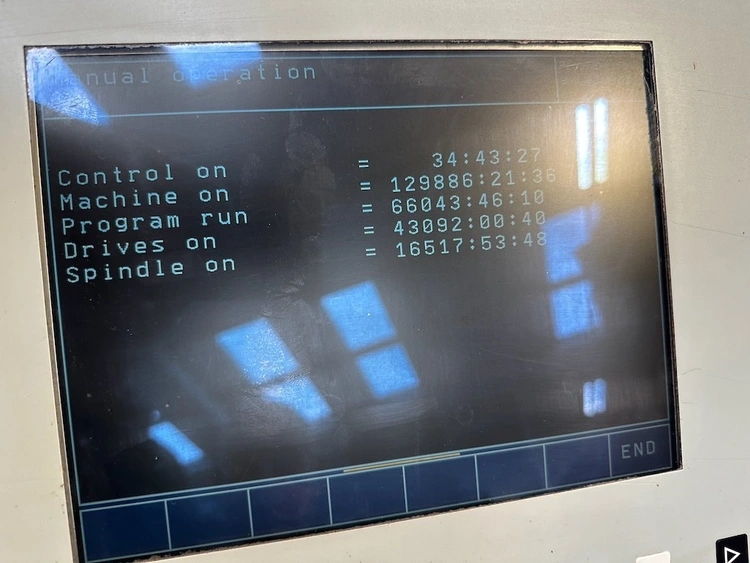 Manual operation
Control on = 34:43:27
Machine on = 129886:21:36
Program run = 66043:46:10
Drives on = 43092:00:40
Spindle on = 16517:53:48
END